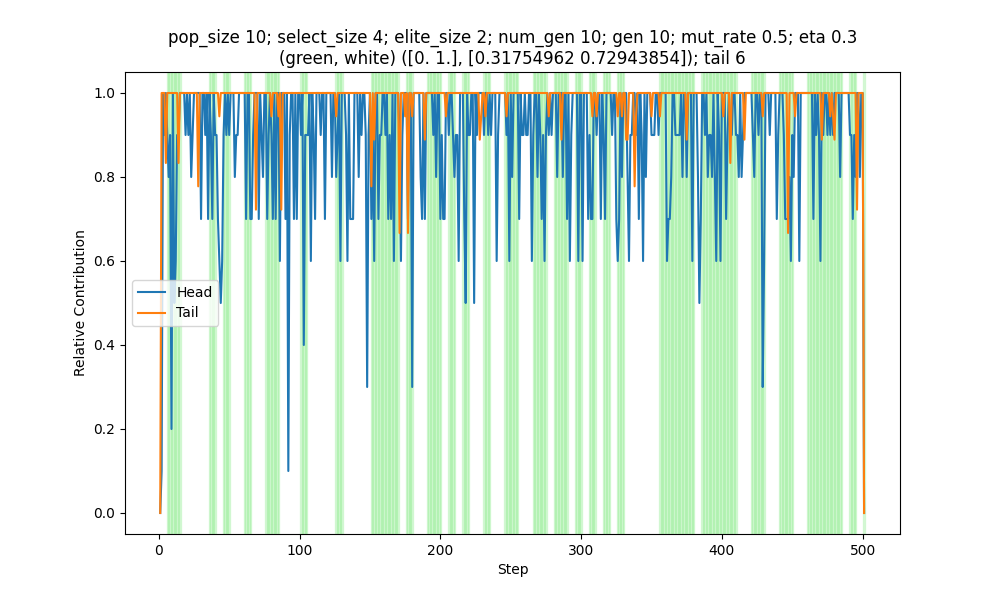 pop_size 10; select_size 4; elite_size 2; num_gen 10; gen 10; mut_rate 0.5; eta 0.3
(green, white) ([0. 1.], [0.31754962 0.72943854]); tail 6
1.0
0.8
0.6
0.4
0.2
0.0
Relative Contribution
Head
Tail
0
100
200
300
400
500
Step